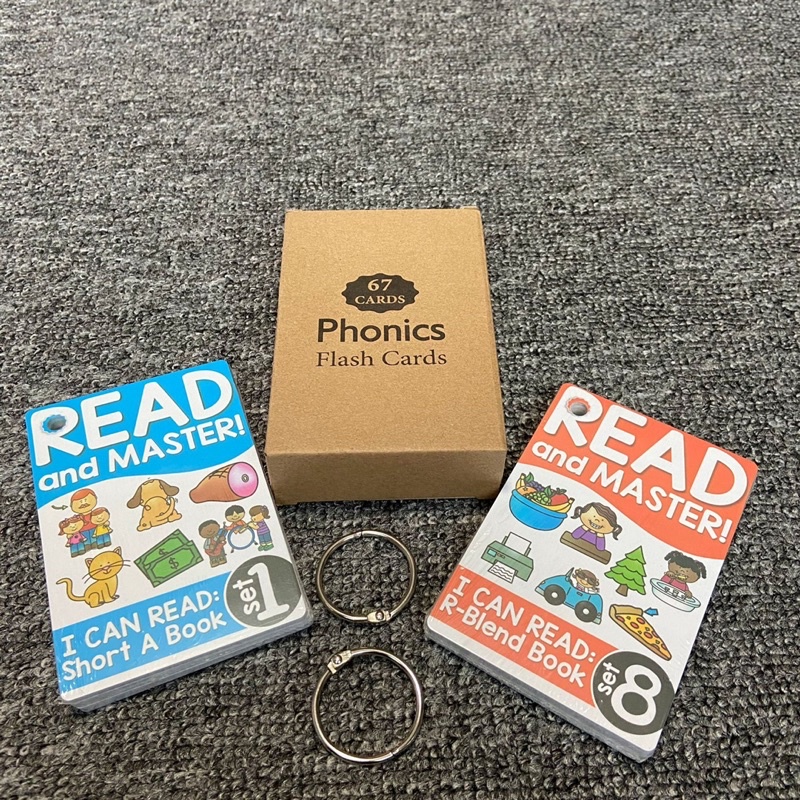 67
CARDS
Phonics
Flash Cards
READ
and MASTER!
I CAN READ:
Short A Book
set 1
READ
and MASTER!
I CAN READ:
R-Blend Book
set 8